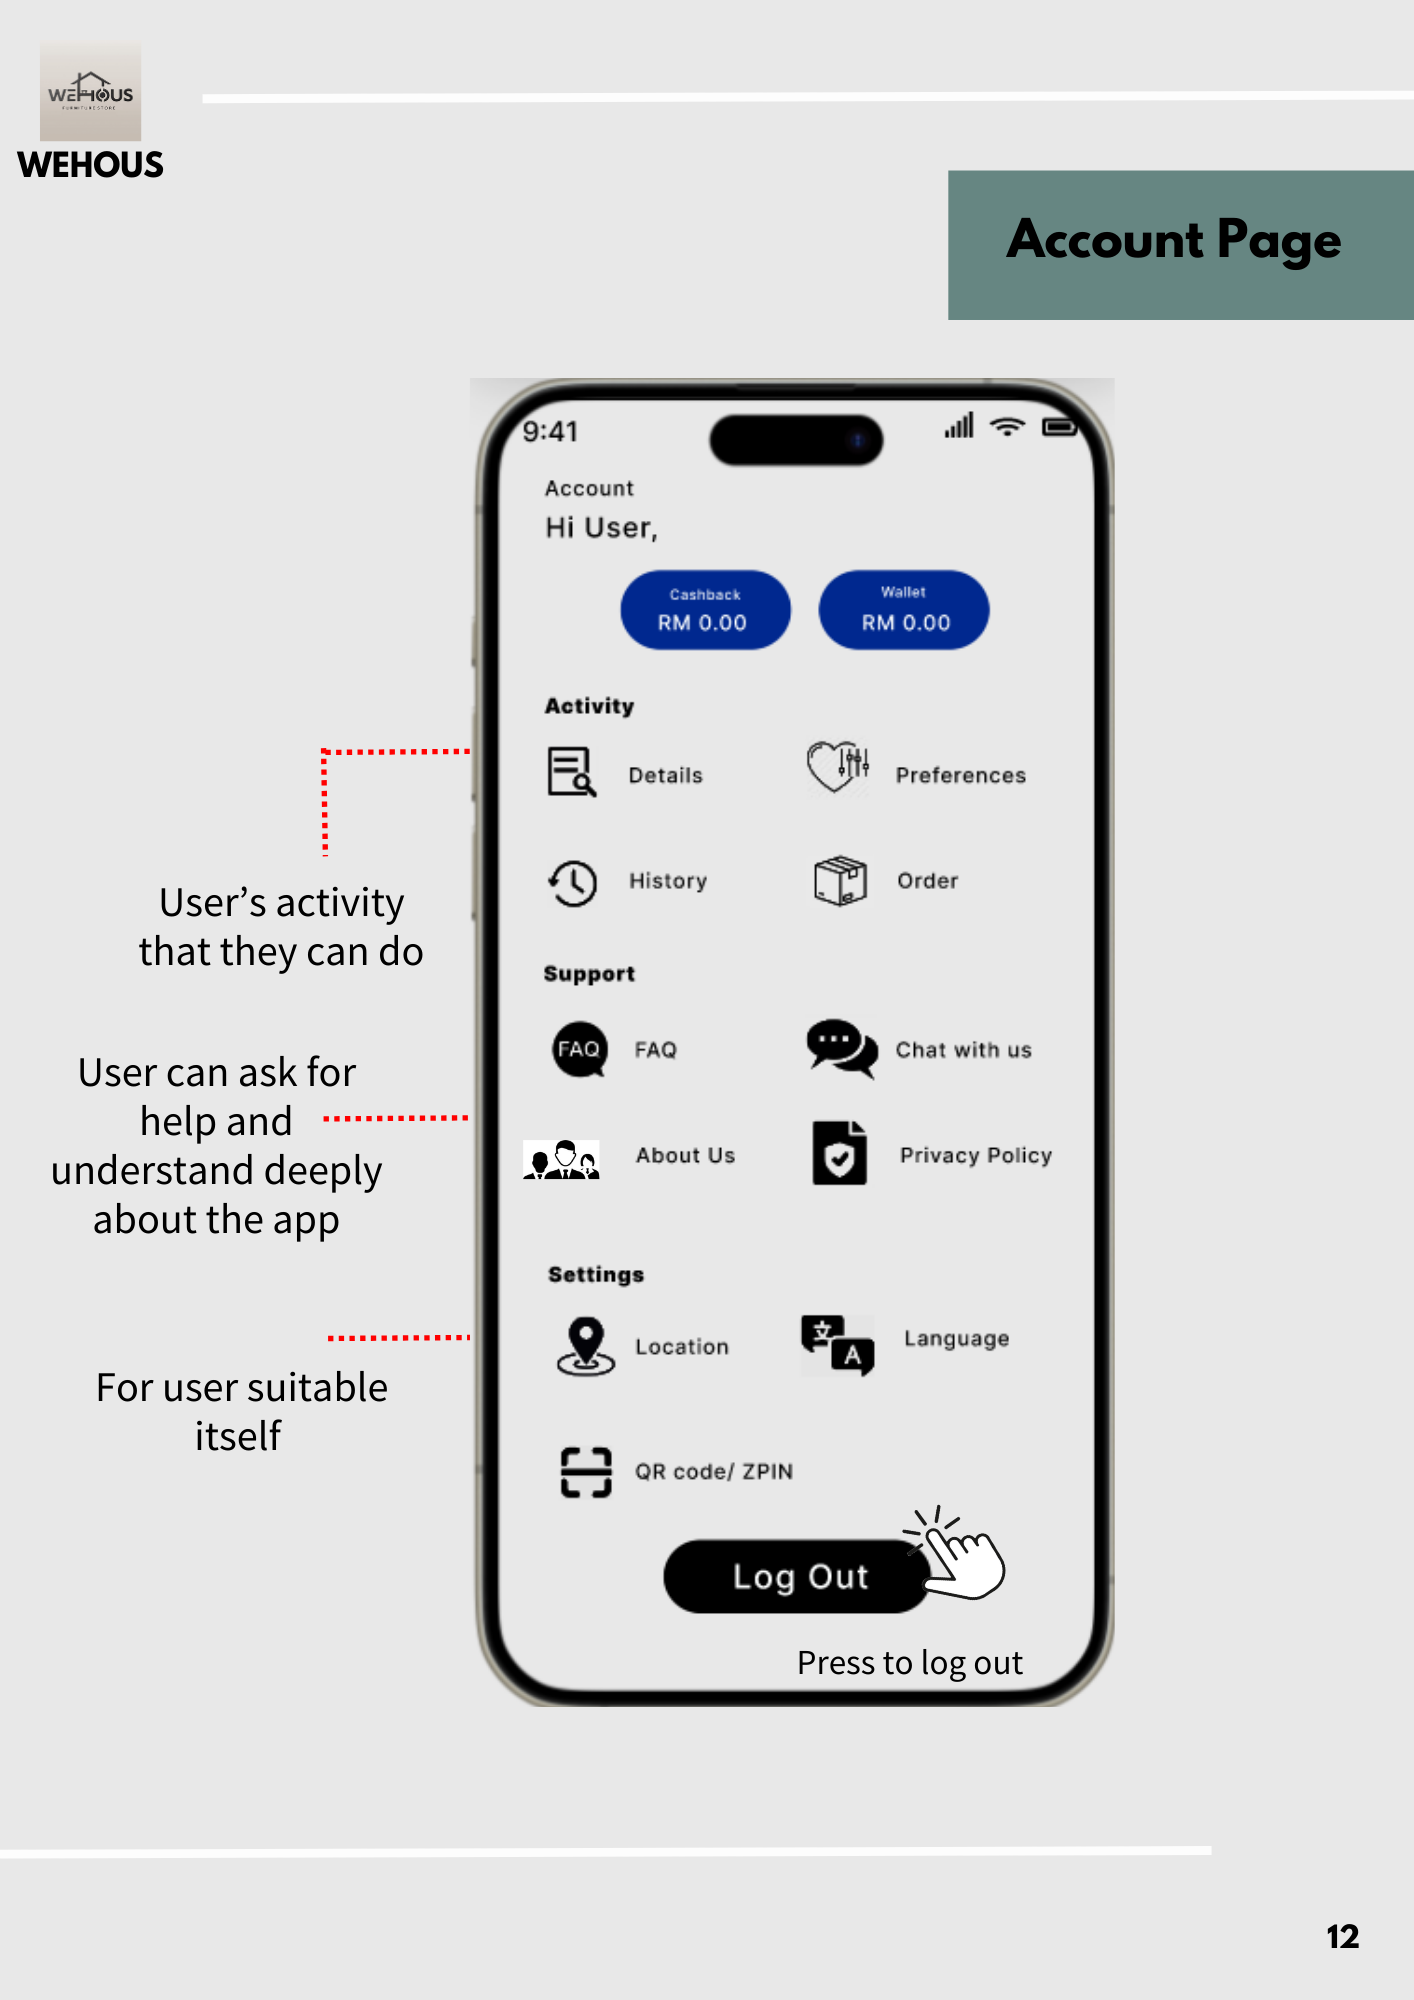 WEHOUS
FURNITURE STORE
WEHOUS
Account Page
9:41
Account
Hi User,
Cashback
RM 0.00
Wallet
RM 0.00
Activity
Details
Preferences
History
Order
User’s activity
that they can do
Support
FAQ
FAQ
Chat with us
About Us
Privacy Policy
User can ask for
help and
understand deeply
about the app
Settings
Location
文
A
Language
For user suitable
itself
QR code/ ZPIN
Log Out
Press to log out
12